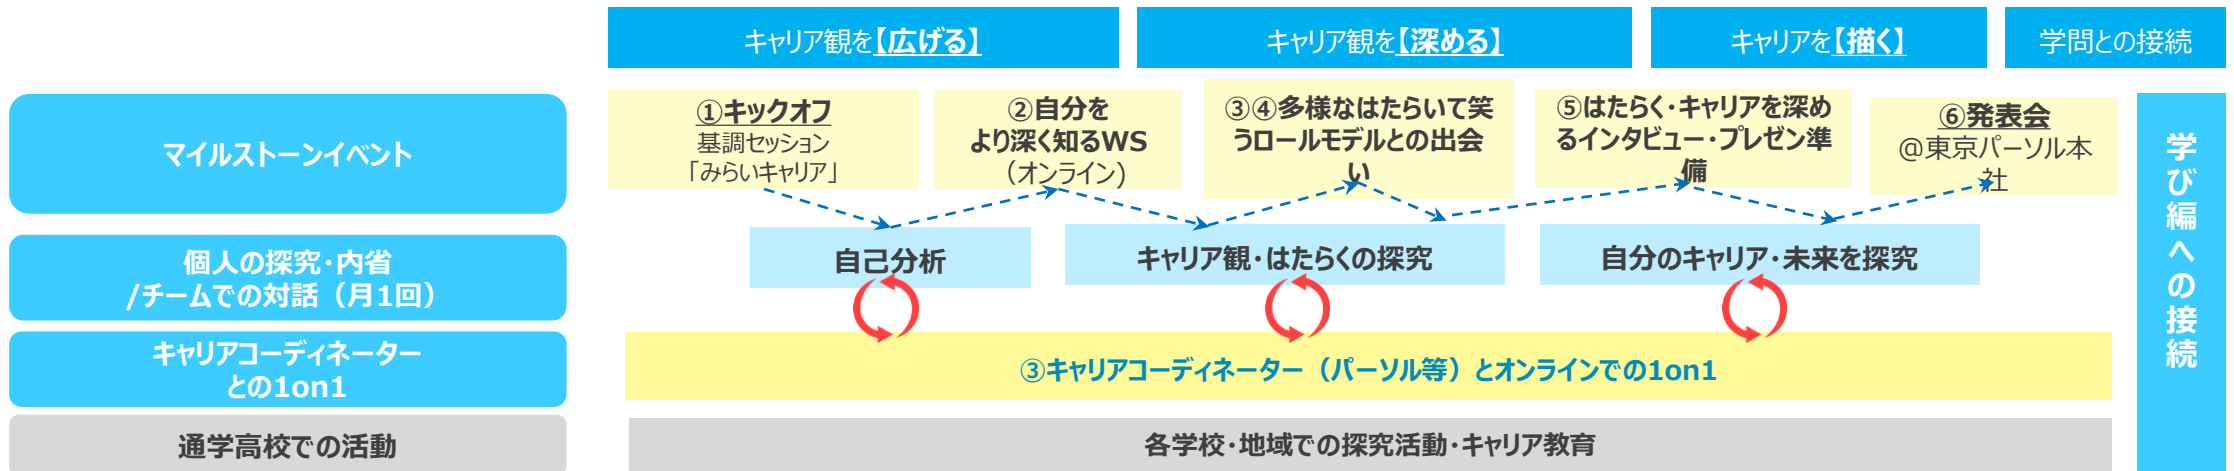 キャリア観を【広げる】
キャリア観を【深める】
キャリアを【描く】
学問との接続
マイルストーンイベント
①キックオフ
基調セッション
「みらいキャリア」
②自分を
より深く知るWS
（オンライン）
③④多様なはたらいて笑
うロールモデルとの出会
い
⑤はたらく・キャリアを深め
るインタビュー・プレゼン準
備
⑥発表会
@東京パーソル本
社
個人の探究・内省
/チームでの対話（月1回）
自己分析
キャリア観・はたらくの探究
自分のキャリア・未来を探究
キャリアコーディネーター
との1on1
③キャリアコーディネーター（パーソル等）とオンラインでの1on1
通学高校での活動
各学校・地域での探究活動・キャリア教育
学び編への接続